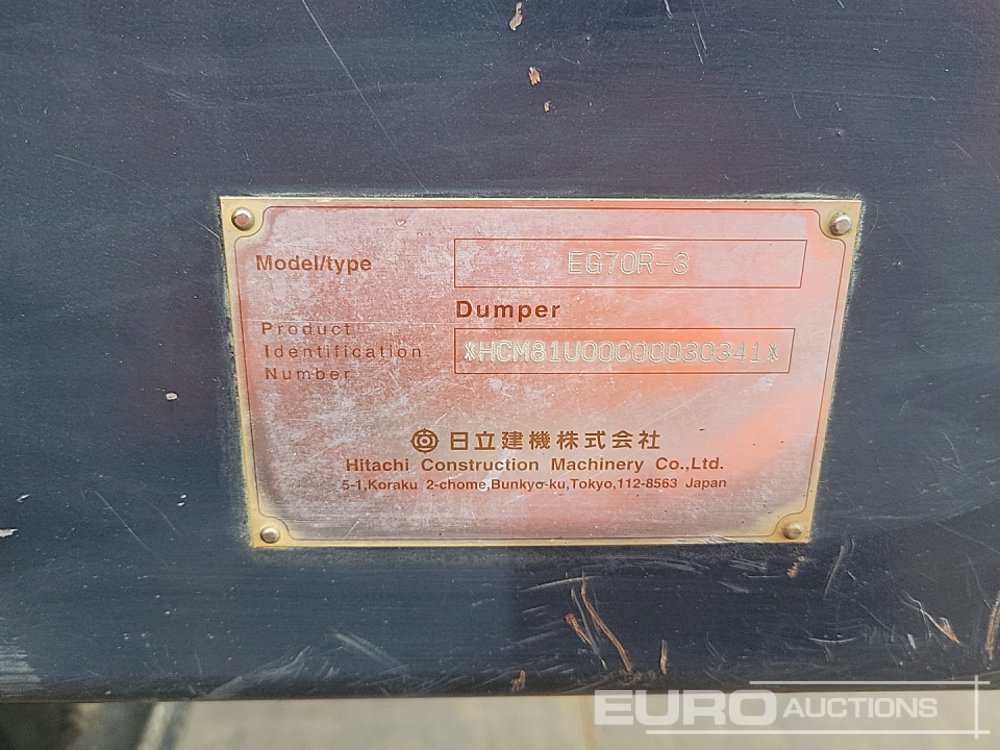 Model/type EG70R-3
Dumper
Product
Identification *HCM81U00C00030341*
Number
日立建機株式会社
Hitachi Construction Machinery Co.,Ltd.
5-1,Koraku 2-chome,Bunkyo-ku,Tokyo,112-8563 Japan
EURO AUCTIONS